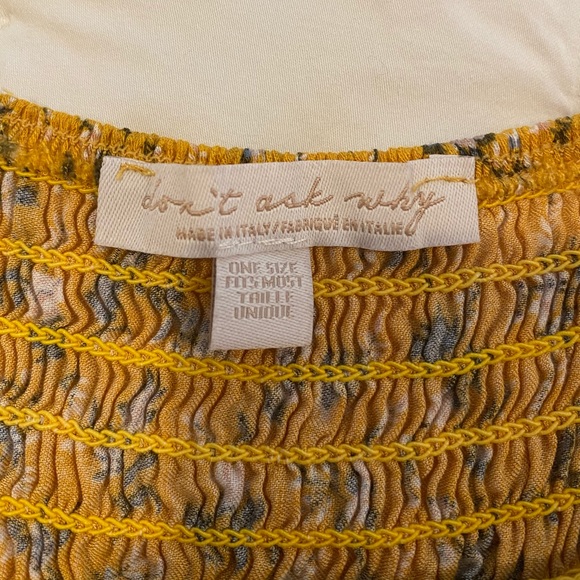 don't ask why
MADE IN ITALY/FABRIQUÉ EN ITALIE
ONE SIZE
FITS MOST
TAILLE
UNIQUE